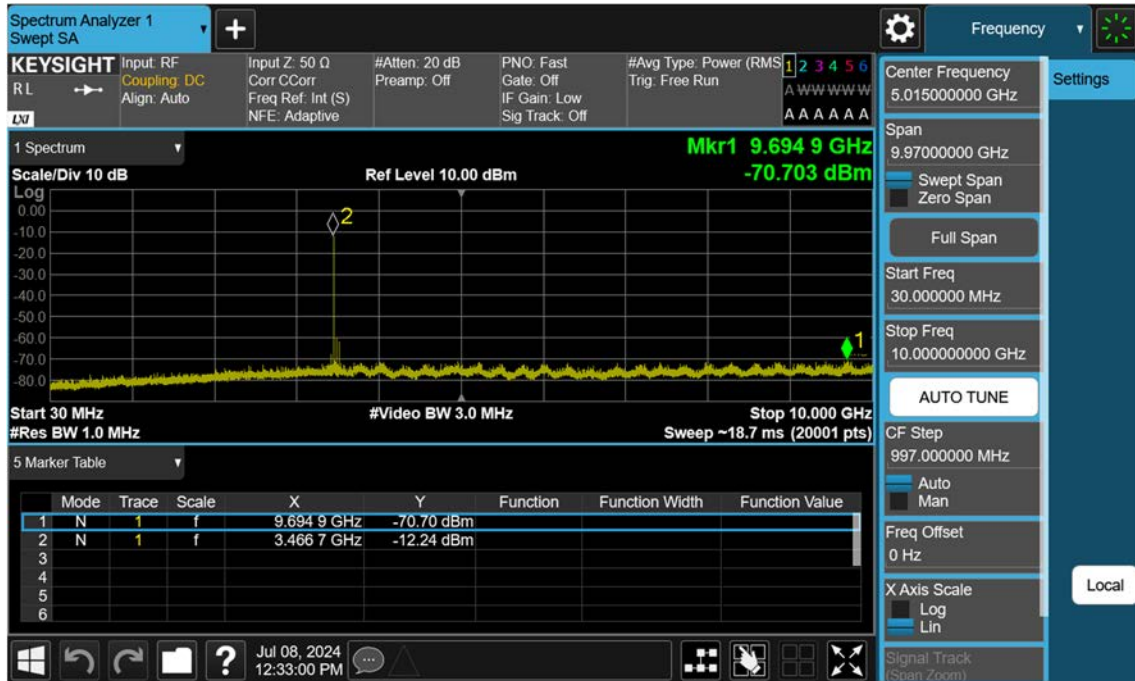 Spectrum Analyzer 1
Swept SA
Frequency
KEYSIGHT
RL
LXI
Input: RF
Coupling: DC
Align: Auto
Input Z: 50 Ω
Corr CCorr
Freq Ref: Int (S)
NFE: Adaptive
#Atten: 20 dB
Preamp: Off
PNO: Fast
Gate: Off
IF Gain: Low
Sig Track: Off
#Avg Type: Power (RMS
Trig: Free Run
1 2 3 4 5 6
A W W W W W
A A A A A A
1 Spectrum
Scale/Div 10 dB
Ref Level 10.00 dBm
Mkr1 9.694 9 GHz
-70.703 dBm
Log
0.00
-10.0
-20.0
-30.0
-40.0
-50.0
-60.0
-70.0
-80.0
2
1
Start 30 MHz
#Video BW 3.0 MHz
Stop 10.000 GHz
#Res BW 1.0 MHz
Sweep ~18.7 ms (20001 pts)
5 Marker Table
Mode Trace Scale X Y Function Function Width Function Value
1 N 1 f 9.694 9 GHz -70.70 dBm
2 N 1 f 3.466 7 GHz -12.24 dBm
3
4
5
6
Jul 08, 2024
12:33:00 PM
Center Frequency
5.015000000 GHz
Span
9.97000000 GHz
Swept Span
Zero Span
Full Span
Start Freq
30.000000 MHz
Stop Freq
10.000000000 GHz
AUTO TUNE
CF Step
997.000000 MHz
Auto
Man
Freq Offset
0 Hz
X Axis Scale
Log
Lin
Signal Track
(Span Zoom)
Settings
Local